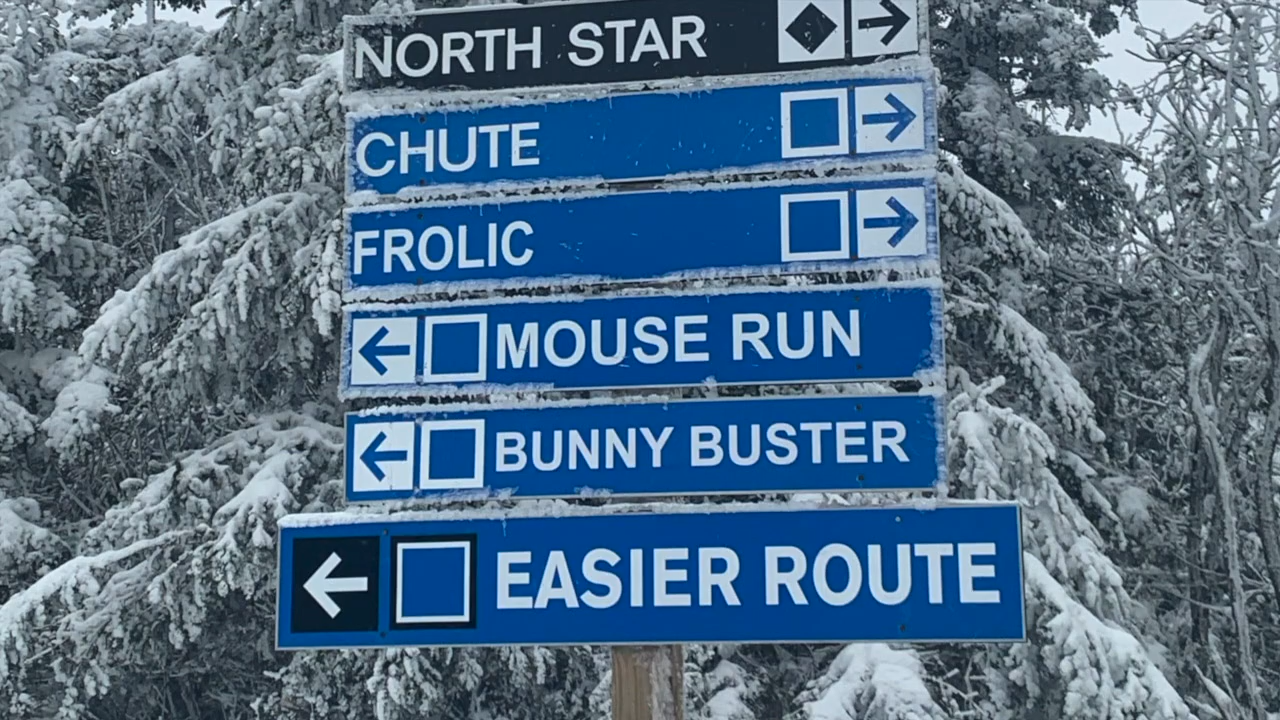 NORTH STAR
CHUTE
FROLIC
MOUSE RUN
BUNNY BUSTER
EASIER ROUTE